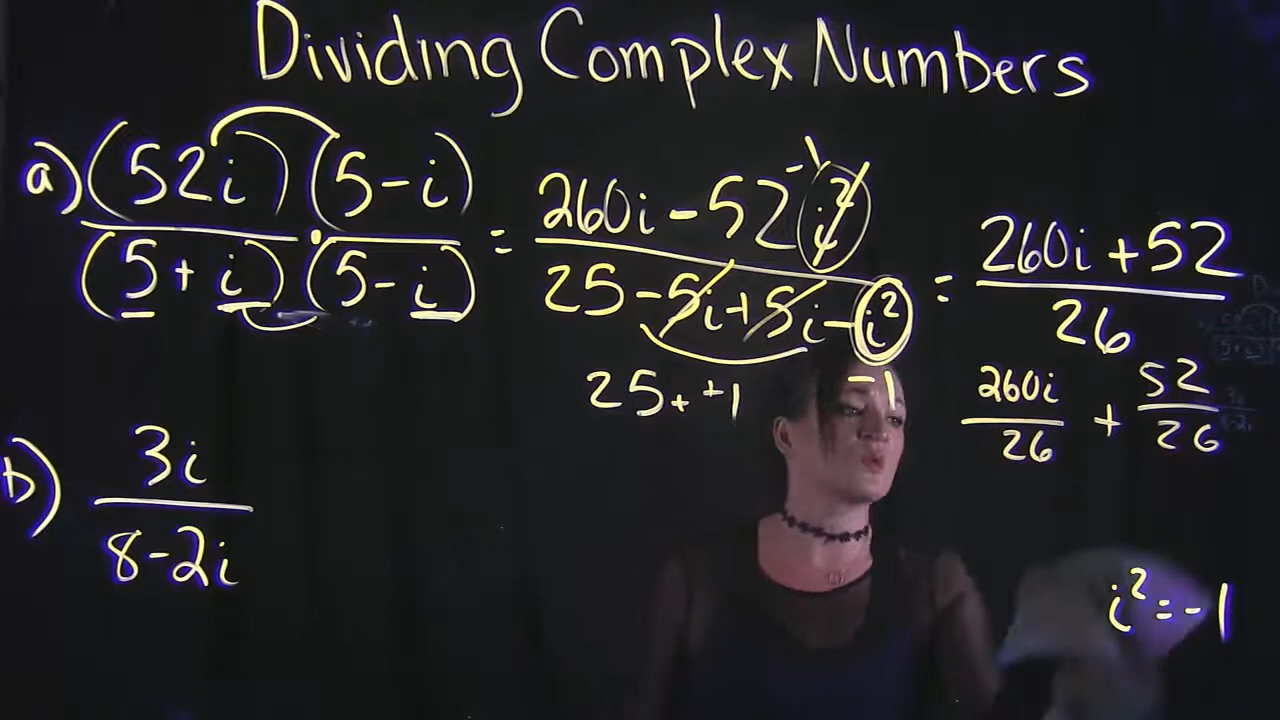 Dividing Complex Numbers
a) (52i)/(5+i) · (5-i)/(5-i) = (260i - 52i²)/(25 - 5i + 5i - i²) = (260i + 52)/26
-1
25 + +1
-1
260i/26 + 52/26
b) 3i/(8-2i)
i² = -1